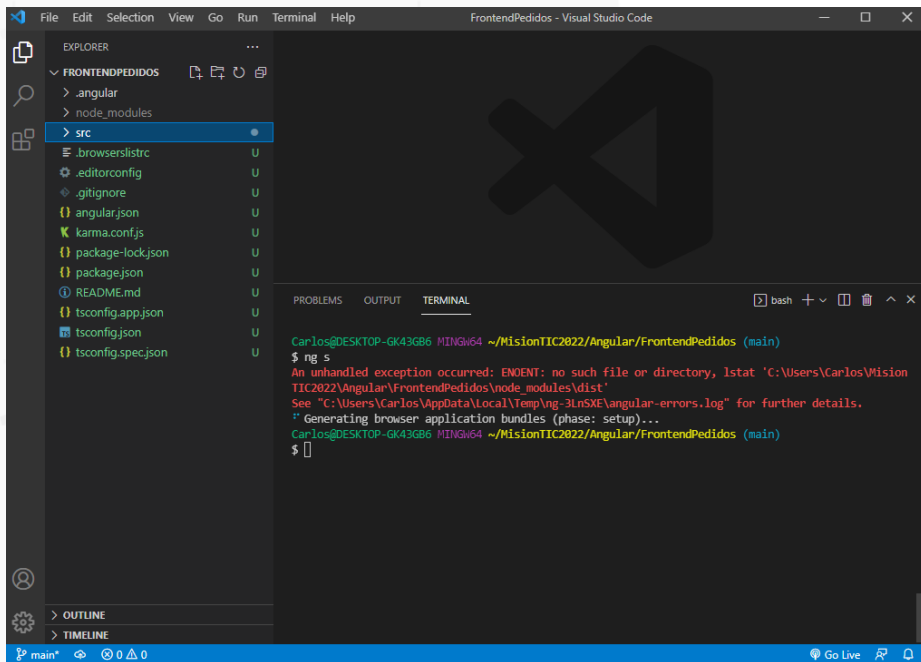 File Edit Selection View Go Run Terminal Help FrontendPedidos - Visual Studio Code
EXPLORER
FRONTENDPEDIDOS
.angular
node_modules
src
.browserslistrc U
.editorconfig U
.gitignore U
angular.json U
karma.conf.js U
package-lock.json U
package.json U
README.md U
tsconfig.app.json U
tsconfig.json U
tsconfig.spec.json U
OUTLINE
TIMELINE
PROBLEMS OUTPUT TERMINAL bash
Carlos@DESKTOP-GK43GB6 MINGW64 ~/MisionTIC2022/Angular/FrontendPedidos (main)
$ ng s
An unhandled exception occurred: ENOENT: no such file or directory, lstat 'C:\Users\Carlos\Mision
TIC2022\Angular\FrontendPedidos\node_modules\dist'
See "C:\Users\Carlos\AppData\Local\Temp\ng-3LnSXE\angular-errors.log" for further details.
Generating browser application bundles (phase: setup)...
Carlos@DESKTOP-GK43GB6 MINGW64 ~/MisionTIC2022/Angular/FrontendPedidos (main)
$
main* 0 0 Go Live